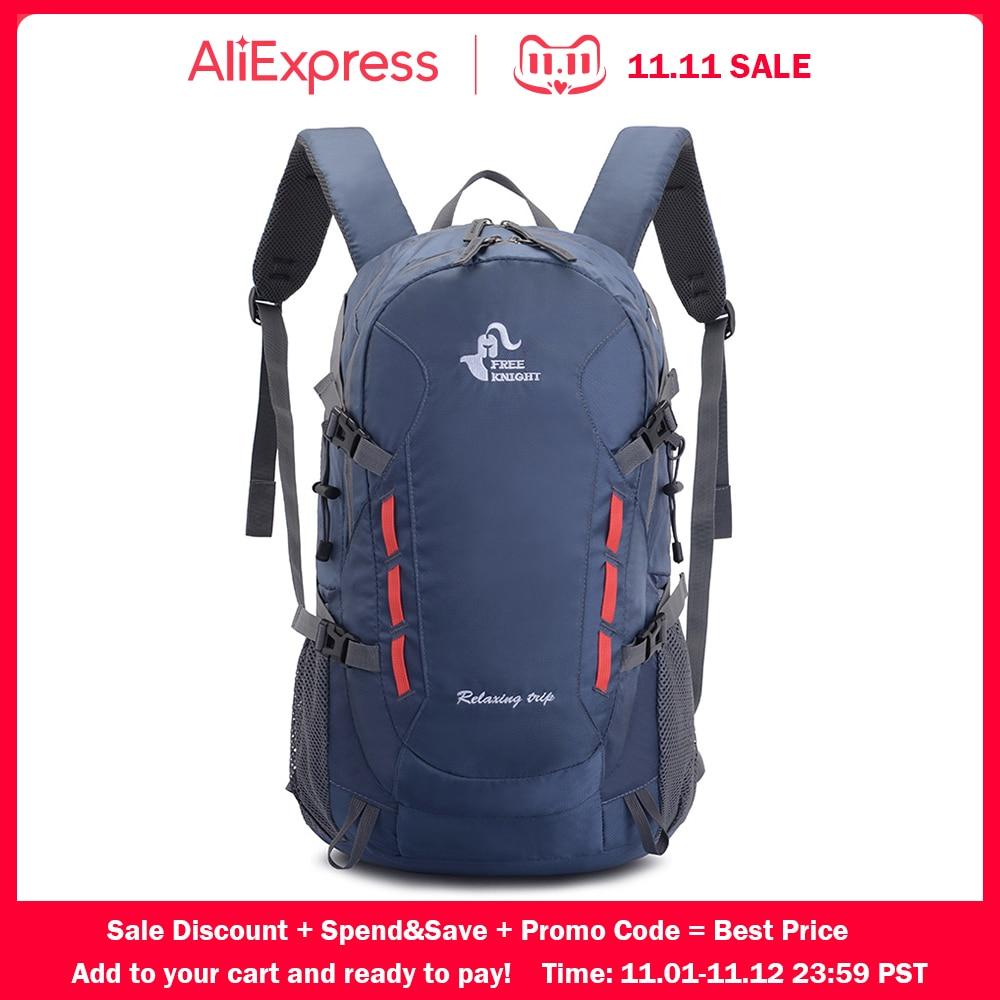 AliExpress
11.11
11.11 SALE
FREE
KNIGHT
Relaxing trip
Sale Discount + Spend&Save + Promo Code = Best Price
Add to your cart and ready to pay! Time: 11.01-11.12 23:59 PST